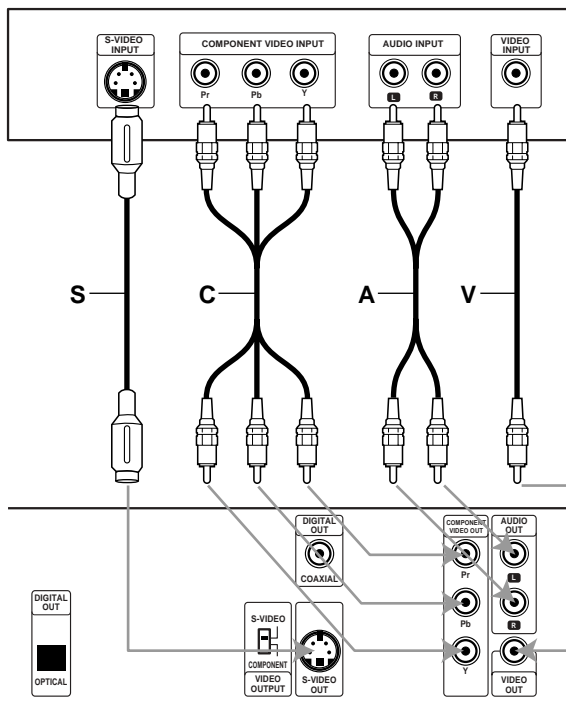 S-VIDEO
INPUT
COMPONENT VIDEO INPUT
AUDIO INPUT
VIDEO
INPUT
Pr
Pb
Y
L
R
S
C
A
V
DIGITAL
OUT
COAXIAL
COMPONENT
VIDEO OUT
AUDIO
OUT
Pr
L
Pb
R
Y
DIGITAL
OUT
OPTICAL
S-VIDEO
COMPONENT
VIDEO
OUTPUT
S-VIDEO
OUT
VIDEO
OUT